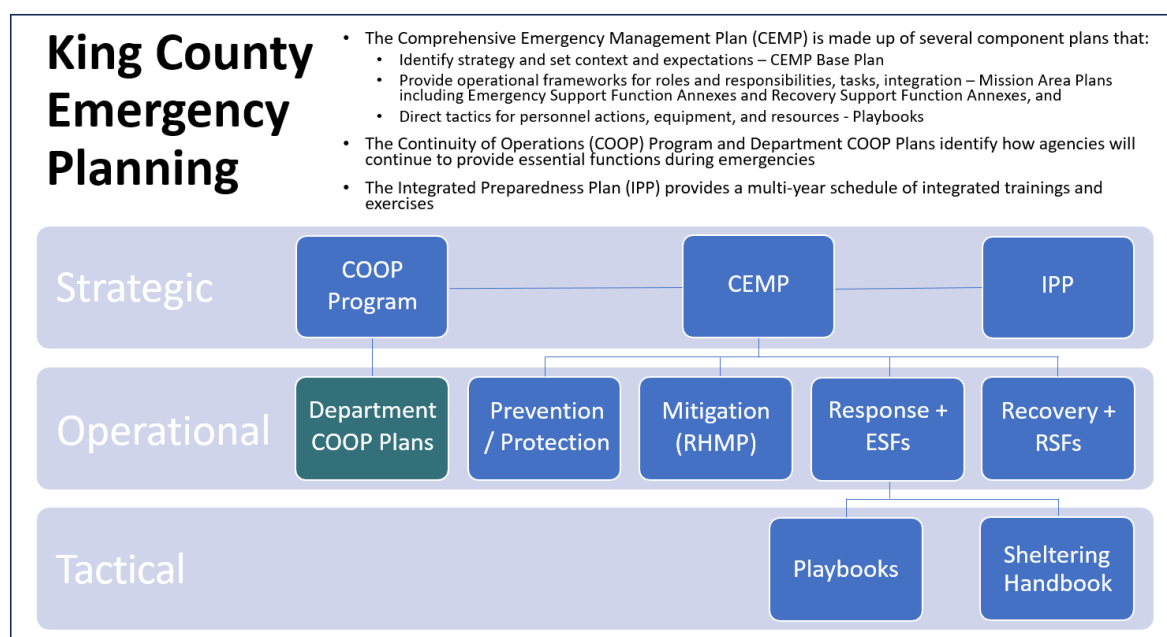 King County
Emergency
Planning
• The Comprehensive Emergency Management Plan (CEMP) is made up of several component plans that:
• Identify strategy and set context and expectations – CEMP Base Plan
• Provide operational frameworks for roles and responsibilities, tasks, integration – Mission Area Plans
including Emergency Support Function Annexes and Recovery Support Function Annexes, and
• Direct tactics for personnel actions, equipment, and resources - Playbooks
• The Continuity of Operations (COOP) Program and Department COOP Plans identify how agencies will
continue to provide essential functions during emergencies
• The Integrated Preparedness Plan (IPP) provides a multi-year schedule of integrated trainings and
exercises
Strategic
COOP
Program
CEMP
IPP
Operational
Department
COOP Plans
Prevention
/ Protection
Mitigation
(RHMP)
Response +
ESFs
Recovery +
RSFs
Tactical
Playbooks
Sheltering
Handbook